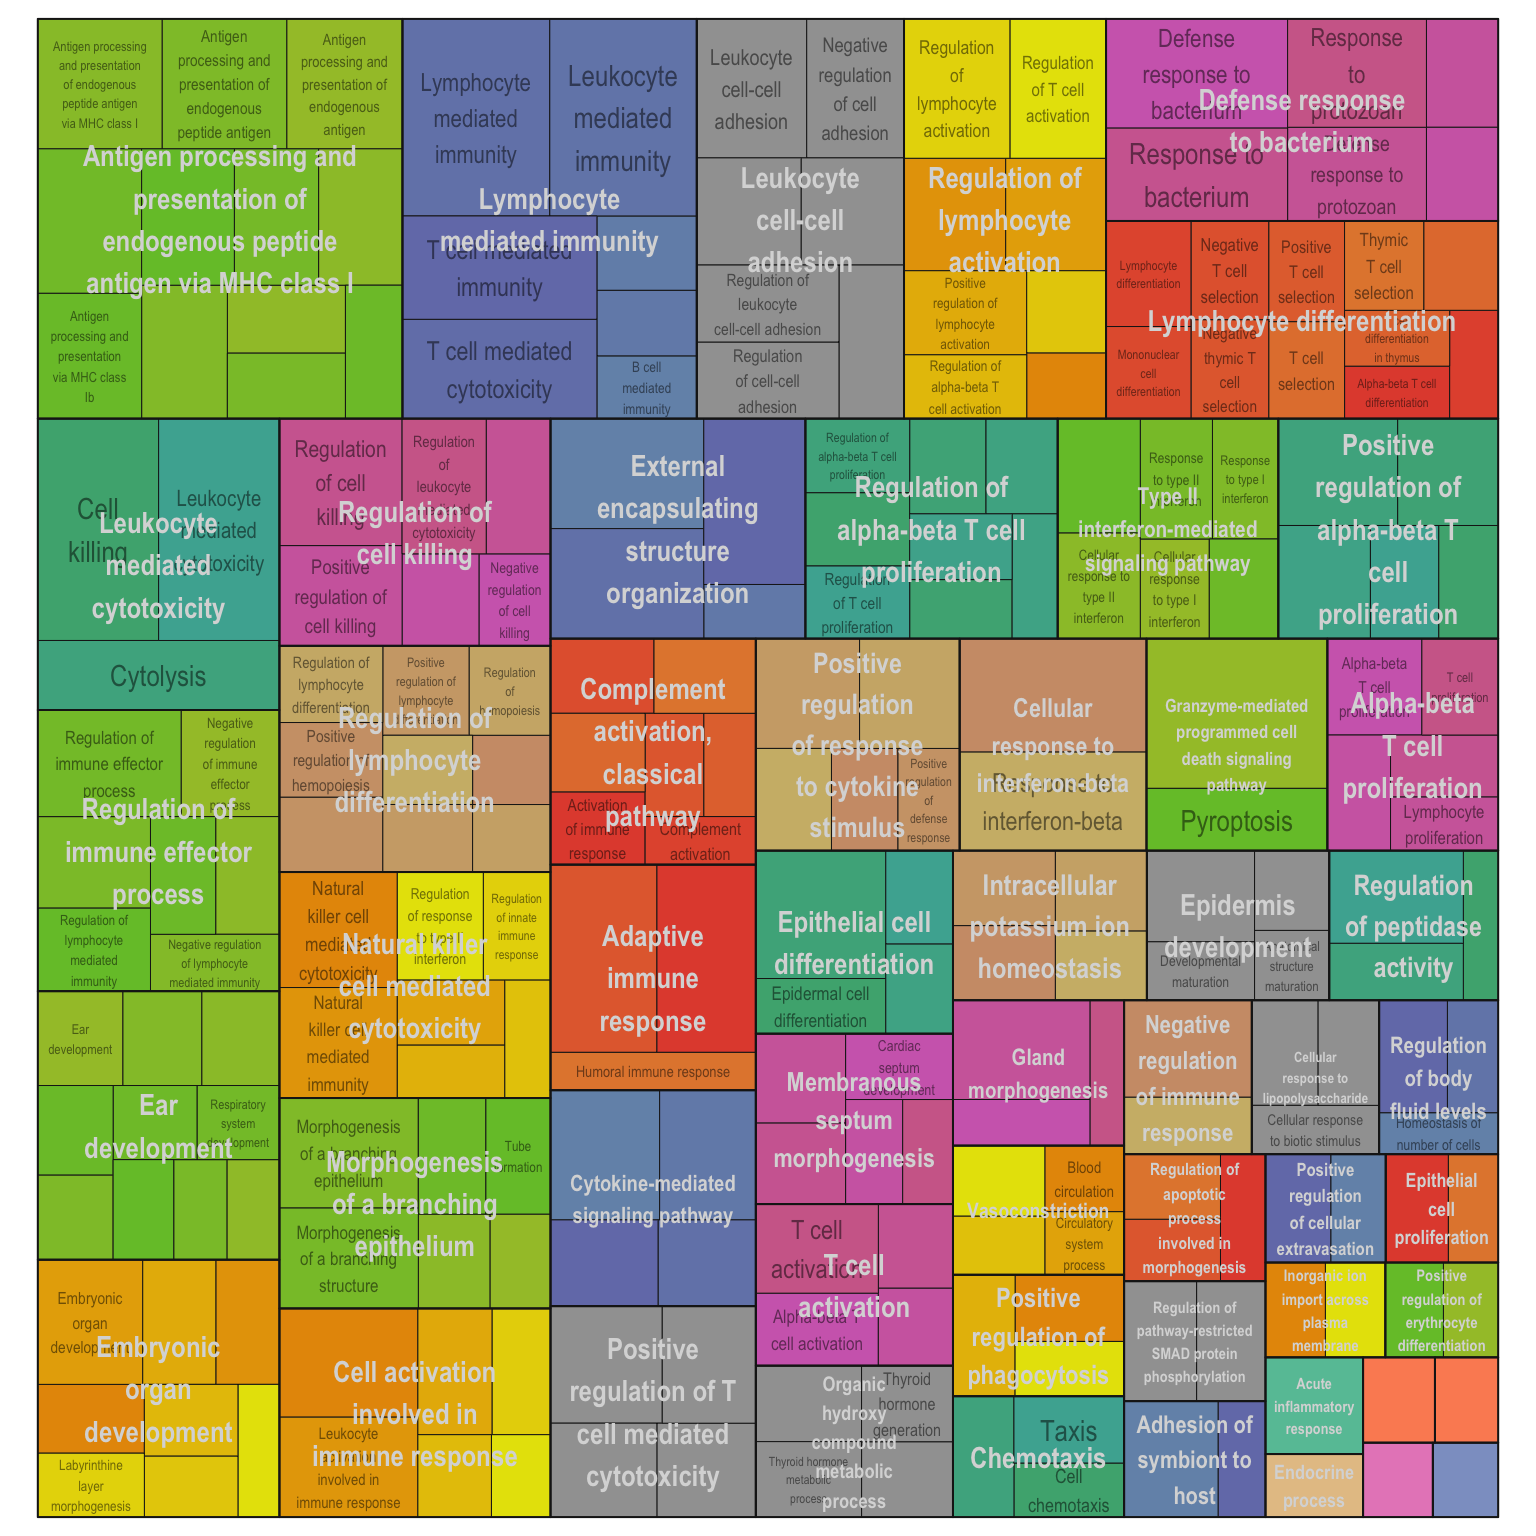 Antigen processing
and presentation
of endogenous
peptide antigen
via MHC class I
Antigen
processing and
presentation of
endogenous
peptide antigen
Antigen
processing and
presentation of
endogenous
antigen
Antigen processing and
presentation of
endogenous peptide
antigen via MHC class I
Antigen
processing and
presentation
via MHC class
Ib
Lymphocyte
mediated
immunity
Leukocyte
mediated
immunity
Lymphocyte
mediated immunity
T cell mediated
immunity
T cell mediated
cytotoxicity
B cell
mediated
immunity
Leukocyte
cell-cell
adhesion
Negative
regulation
of cell
adhesion
Leukocyte
cell-cell
adhesion
Regulation of
leukocyte
cell-cell adhesion
Regulation
of cell-cell
adhesion
Regulation
of
lymphocyte
activation
Regulation
of T cell
activation
Regulation of
lymphocyte
activation
Positive
regulation of
lymphocyte
activation
Regulation of
alpha-beta T
cell activation
Defense
response to
bacterium
Response
to
protozoan
Defense response
to bacterium
Response to
bacterium
Defense
response to
protozoan
Lymphocyte
differentiation
Negative
T cell
selection
Positive
T cell
selection
Thymic
T cell
selection
Lymphocyte differentiation
Mononuclear
cell
differentiation
Negative
thymic T
cell
selection
T cell
selection
differentiation
in thymus
Alpha-beta T cell
differentiation
Cell
killing
Leukocyte
mediated
cytotoxicity
Leukocyte
mediated
cytotoxicity
Cytolysis
Regulation
of cell
killing
Regulation
of
leukocyte
mediated
cytotoxicity
Regulation of
cell killing
Positive
regulation of
cell killing
Negative
regulation
of cell
killing
External
encapsulating
structure
organization
Regulation of
alpha-beta T cell
proliferation
Regulation of
alpha-beta T cell
proliferation
Regulation
of T cell
proliferation
Response
to type II
interferon
Response
to type I
interferon
Type II
interferon-mediated
signaling pathway
Cellular
response to
type II
interferon
Cellular
response
to type I
interferon
Positive
regulation of
alpha-beta T
cell
proliferation
Regulation of
lymphocyte
differentiation
Positive
regulation of
lymphocyte
differentiation
Regulation
of
hemopoiesis
Regulation of
lymphocyte
differentiation
Positive
regulation of
hemopoiesis
Complement
activation,
classical
pathway
Activation
of immune
response
Complement
activation
Positive
regulation
of response
to cytokine
stimulus
Positive
regulation
of
defense
response
Cellular
response to
interferon-beta
Response to
interferon-beta
Granzyme-mediated
programmed cell
death signaling
pathway
Pyroptosis
Alpha-beta
T cell
proliferation
T cell
proliferation
Alpha-beta
T cell
proliferation
Lymphocyte
proliferation
Regulation of
immune effector
process
Negative
regulation
of immune
effector
process
Regulation of
immune effector
process
Regulation of
lymphocyte
mediated
immunity
Negative regulation
of lymphocyte
mediated immunity
Natural
killer cell
mediated
cytotoxicity
Regulation
of response
to type II
interferon
Regulation
of innate
immune
response
Natural killer
cell mediated
cytotoxicity
Natural
killer cell
mediated
immunity
Adaptive
immune
response
Humoral immune response
Epithelial cell
differentiation
Epidermal cell
differentiation
Intracellular
potassium ion
homeostasis
Epidermis
development
Developmental
maturation
structure
maturation
Regulation
of peptidase
activity
Ear
development
Ear
development
Respiratory
system
development
Morphogenesis
of a branching
epithelium
Tube
formation
Morphogenesis
of a branching
epithelium
Morphogenesis
of a branching
structure
Cytokine-mediated
signaling pathway
Cardiac
septum
development
Membranous
septum
morphogenesis
Gland
morphogenesis
Negative
regulation
of immune
response
Cellular
response to
lipopolysaccharide
Cellular response
to biotic stimulus
Regulation
of body
fluid levels
Homeostasis of
number of cells
Blood
circulation
Vasoconstriction
Circulatory
system
process
Regulation of
apoptotic
process
involved in
morphogenesis
Positive
regulation
of cellular
extravasation
Epithelial
cell
proliferation
T cell
activation
T cell
activation
Alpha-beta T
cell activation
Positive
regulation of
phagocytosis
Regulation of
pathway-restricted
SMAD protein
phosphorylation
Inorganic ion
import across
plasma
membrane
Positive
regulation of
erythrocyte
differentiation
Embryonic
organ
development
Embryonic
organ
development
Labyrinthine
layer
morphogenesis
Cell activation
involved in
immune response
Leukocyte
activation
involved in
immune response
Positive
regulation of T
cell mediated
cytotoxicity
Organic
hydroxy
compound
metabolic
process
Thyroid
hormone
generation
Thyroid hormone
metabolic
process
Taxis
Chemotaxis
Cell
chemotaxis
Adhesion of
symbiont to
host
Acute
inflammatory
response
Endocrine
process